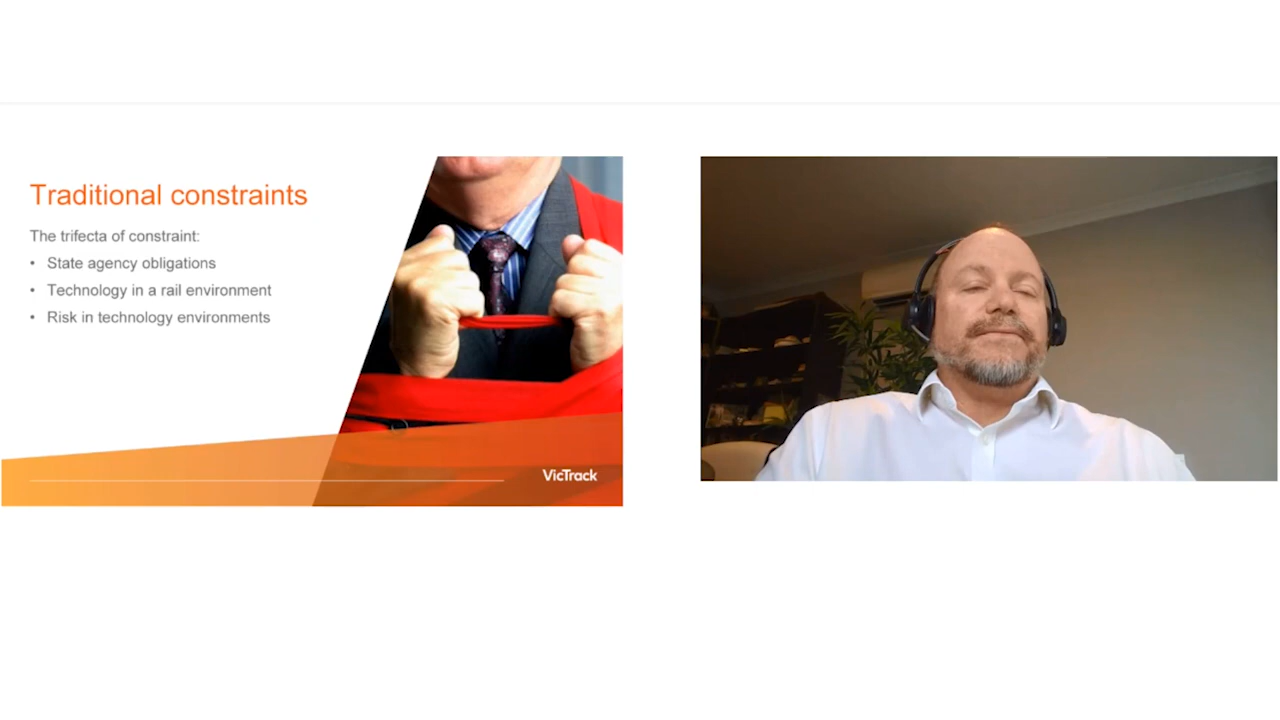 Traditional constraints
The trifecta of constraint:
• State agency obligations
• Technology in a rail environment
• Risk in technology environments
VicTrack